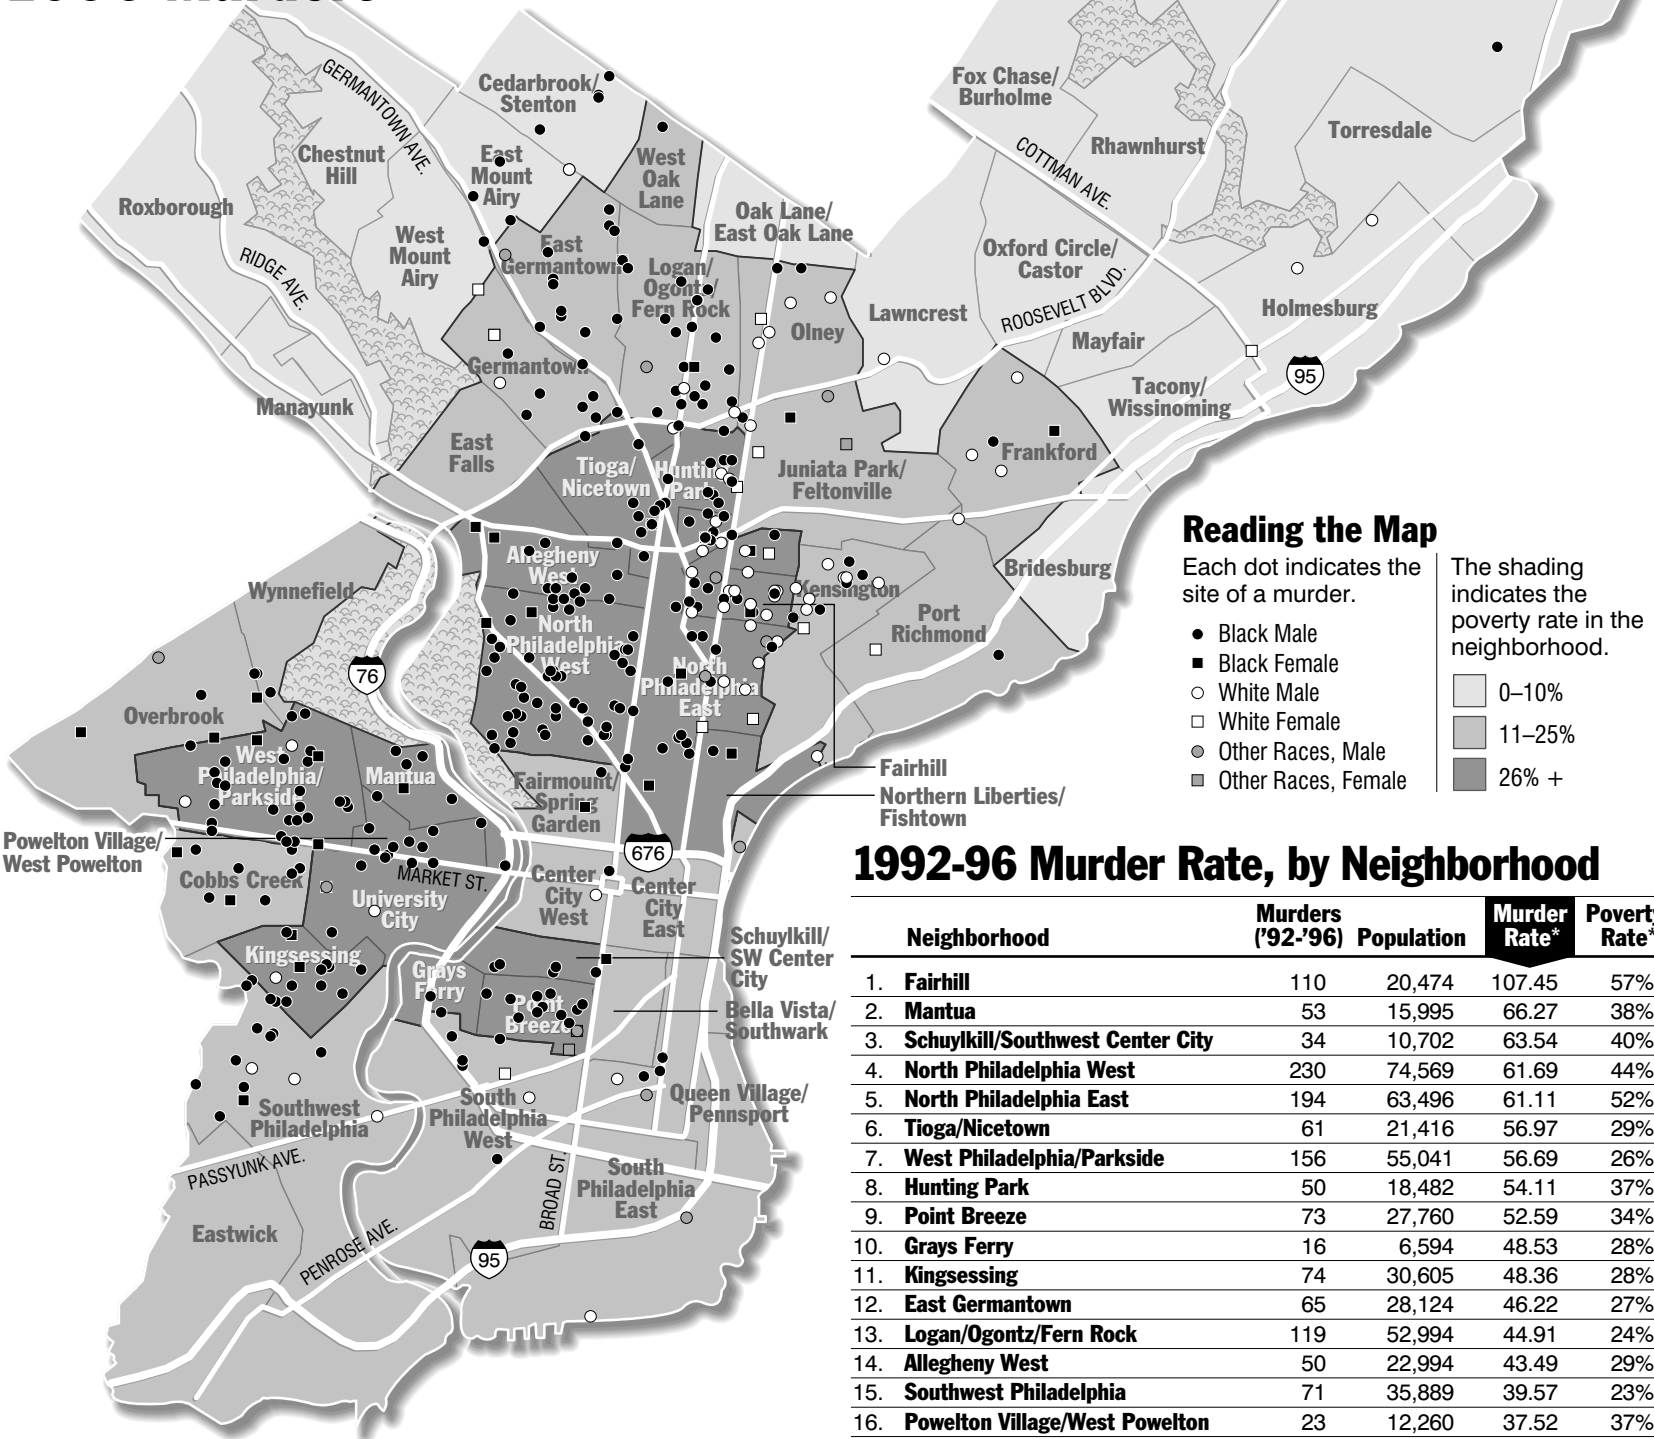 GERMANTOWN AVE.
Cedarbrook/
Stenton
Chestnut
Hill
East
Mount
Airy
West
Oak
Lane
Roxborough
West
Mount
Airy
RIDGE AVE.
Oak Lane/
East Oak Lane
East
Germantown
Logan/
Ogontz/
Fern Rock
Olney
Lawncrest
Fox Chase/
Burholme
Rhawnhurst
Torresdale
COTTMAN AVE.
Oxford Circle/
Castor
ROOSEVELT BLVD.
Mayfair
Holmesburg
Tacony/
Wissinoming
95
Germantown
Manayunk
East
Falls
Tioga/
Nicetown
Hunting
Park
Juniata Park/
Feltonville
Frankford
Bridesburg
Allegheny
West
Kensington
Port
Richmond
Wynnefield
North
Philadelphia
West
North
Philadelphia
East
76
Overbrook
West
Philadelphia/
Parkside
Mantua
Fairmount/
Spring
Garden
Fairhill
Northern Liberties/
Fishtown
Powelton Village/
West Powelton
676
Cobbs Creek
MARKET ST.
University
City
Center
City
West
Center
City
East
Kingsessing
Grays
Ferry
Schuylkill/
SW Center
City
Point
Breeze
Bella Vista/
Southwark
Southwest
Philadelphia
South
Philadelphia
West
Queen Village/
Pennsport
PASSYUNK AVE.
BROAD ST.
South
Philadelphia
East
Eastwick
PENROSE AVE.
95
Reading the Map
Each dot indicates the
site of a murder.
Black Male
Black Female
White Male
White Female
Other Races, Male
Other Races, Female
The shading
indicates the
poverty rate in the
neighborhood.
0–10%
11–25%
26% +
1992-96 Murder Rate, by Neighborhood
Neighborhood Murders ('92-'96) Population Murder Rate* Poverty Rate*
1. Fairhill 110 20,474 107.45 57%
2. Mantua 53 15,995 66.27 38%
3. Schuylkill/Southwest Center City 34 10,702 63.54 40%
4. North Philadelphia West 230 74,569 61.69 44%
5. North Philadelphia East 194 63,496 61.11 52%
6. Tioga/Nicetown 61 21,416 56.97 29%
7. West Philadelphia/Parkside 156 55,041 56.69 26%
8. Hunting Park 50 18,482 54.11 37%
9. Point Breeze 73 27,760 52.59 34%
10. Grays Ferry 16 6,594 48.53 28%
11. Kingsessing 74 30,605 48.36 28%
12. East Germantown 65 28,124 46.22 27%
13. Logan/Ogontz/Fern Rock 119 52,994 44.91 24%
14. Allegheny West 50 22,994 43.49 29%
15. Southwest Philadelphia 71 35,889 39.57 23%
16. Powelton Village/West Powelton 23 12,260 37.52 37%